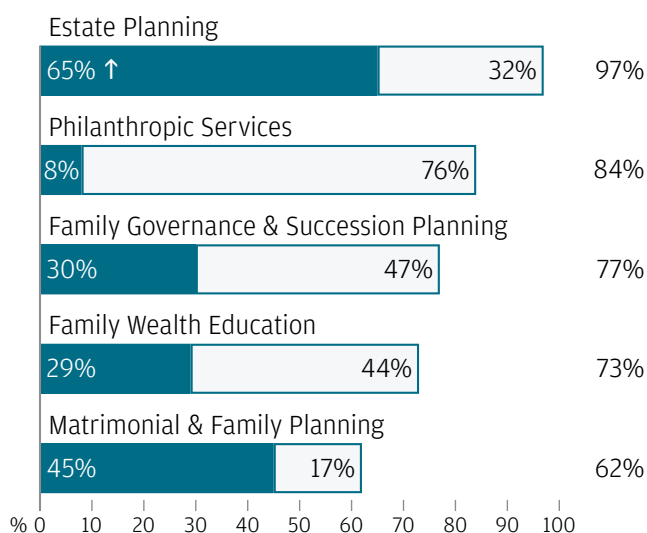 Estate Planning
65% ↑ 32% 97%
Philanthropic Services
8% 76% 84%
Family Governance & Succession Planning
30% 47% 77%
Family Wealth Education
29% 44% 73%
Matrimonial & Family Planning
45% 17% 62%
% 0 10 20 30 40 50 60 70 80 90 100